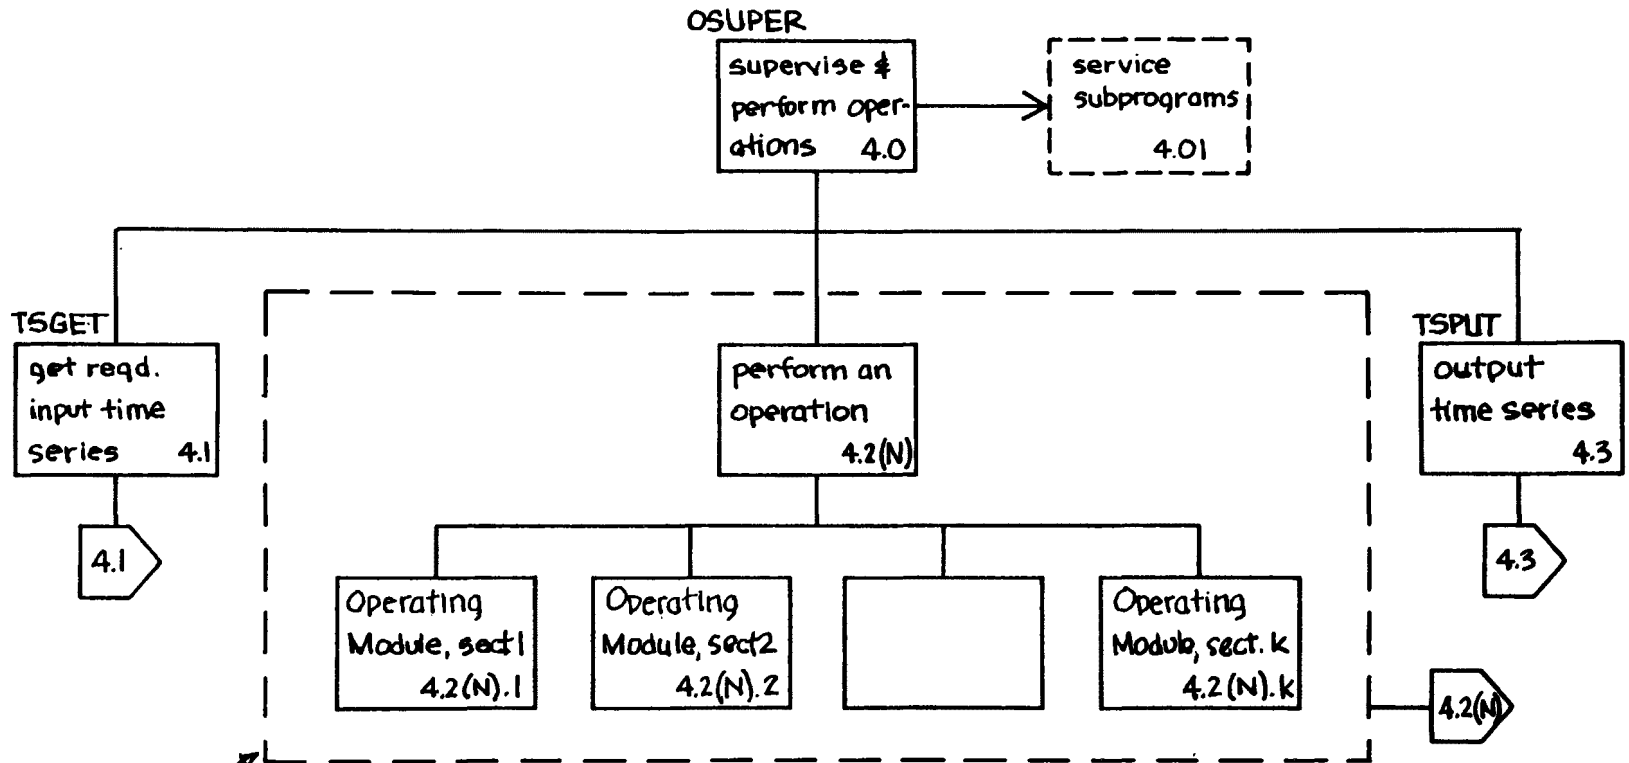 OSUPER
supervise &
perform oper-
ations 4.0
service
subprograms
4.01
TSGET
get reqd.
input time
series 4.1
4.1
perform an
operation
4.2(N)
TSPUT
output
time series
4.3
4.3
Operating
Module, sect1
4.2(N).1
Operating
Module, sect2
4.2(N).2
Operating
Module, sect. k
4.2(N).k
4.2(N)